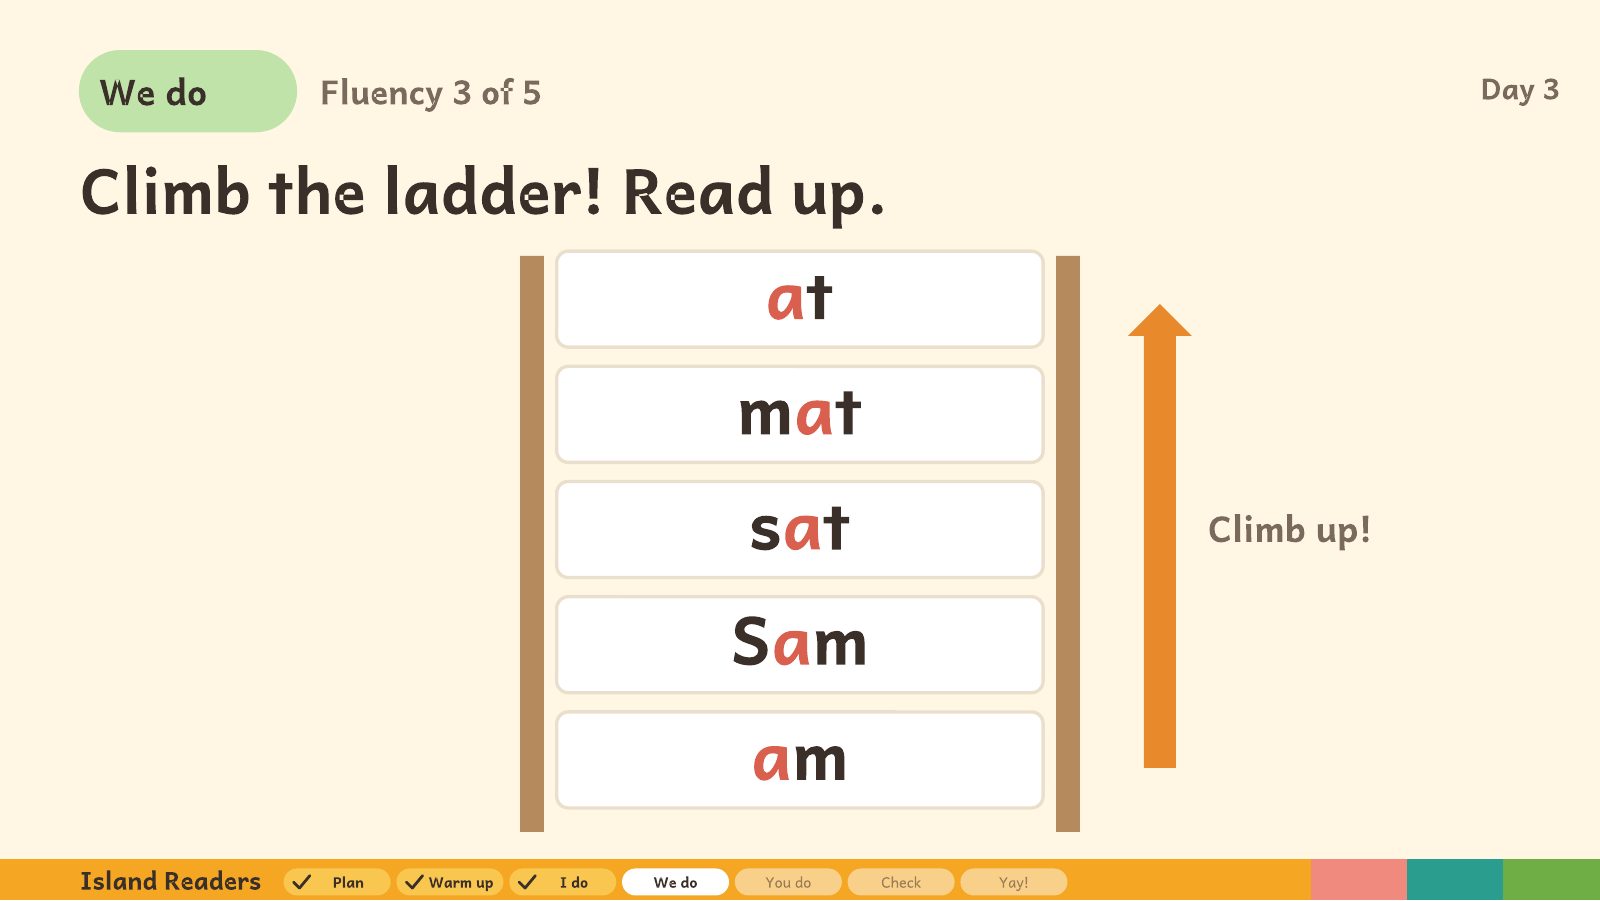 We do
Fluency 3 of 5
Day 3
Climb the ladder! Read up.
at
mat
sat
Sam
am
Climb up!
Island Readers
Plan
Warm up
I do
We do
You do
Check
Yay!